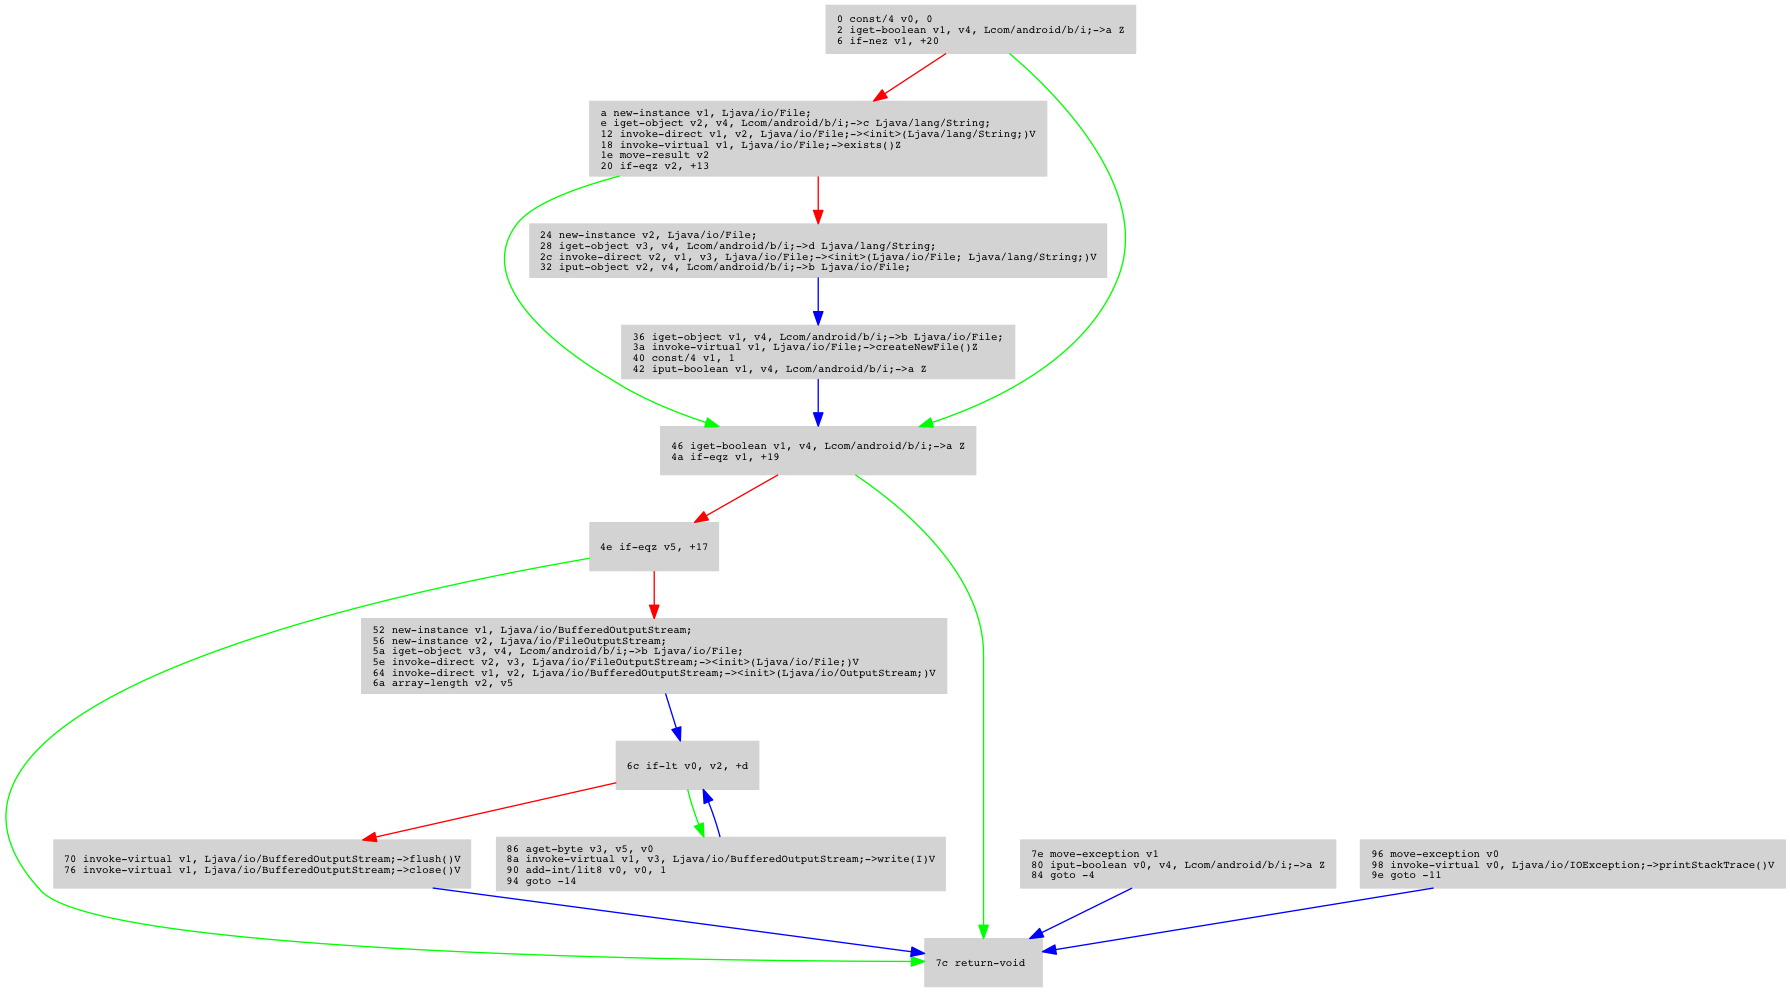 0 const/4 v0, 0
2 iget-boolean v1, v4, Lcom/android/b/i;->a Z
6 if-nez v1, +20
a new-instance v1, Ljava/io/File;
e iget-object v2, v4, Lcom/android/b/i;->c Ljava/lang/String;
12 invoke-direct v1, v2, Ljava/io/File;-><init>(Ljava/lang/String;)V
18 invoke-virtual v1, Ljava/io/File;->exists()Z
1e move-result v2
20 if-eqz v2, +13
24 new-instance v2, Ljava/io/File;
28 iget-object v3, v4, Lcom/android/b/i;->d Ljava/lang/String;
2c invoke-direct v2, v1, v3, Ljava/io/File;-><init>(Ljava/io/File; Ljava/lang/String;)V
32 iput-object v2, v4, Lcom/android/b/i;->b Ljava/io/File;
36 iget-object v1, v4, Lcom/android/b/i;->b Ljava/io/File;
3a invoke-virtual v1, Ljava/io/File;->createNewFile()Z
40 const/4 v1, 1
42 iput-boolean v1, v4, Lcom/android/b/i;->a Z
46 iget-boolean v1, v4, Lcom/android/b/i;->a Z
4a if-eqz v1, +19
4e if-eqz v5, +17
52 new-instance v1, Ljava/io/BufferedOutputStream;
56 new-instance v2, Ljava/io/FileOutputStream;
5a iget-object v3, v4, Lcom/android/b/i;->b Ljava/io/File;
5e invoke-direct v2, v3, Ljava/io/FileOutputStream;-><init>(Ljava/io/File;)V
64 invoke-direct v1, v2, Ljava/io/BufferedOutputStream;-><init>(Ljava/io/OutputStream;)V
6a array-length v2, v5
6c if-lt v0, v2, +d
70 invoke-virtual v1, Ljava/io/BufferedOutputStream;->flush()V
76 invoke-virtual v1, Ljava/io/BufferedOutputStream;->close()V
86 aget-byte v3, v5, v0
8a invoke-virtual v1, v3, Ljava/io/BufferedOutputStream;->write(I)V
90 add-int/lit8 v0, v0, 1
94 goto -14
7e move-exception v1
80 iput-boolean v0, v4, Lcom/android/b/i;->a Z
84 goto -4
96 move-exception v0
98 invoke-virtual v0, Ljava/io/IOException;->printStackTrace()V
9e goto -11
7c return-void